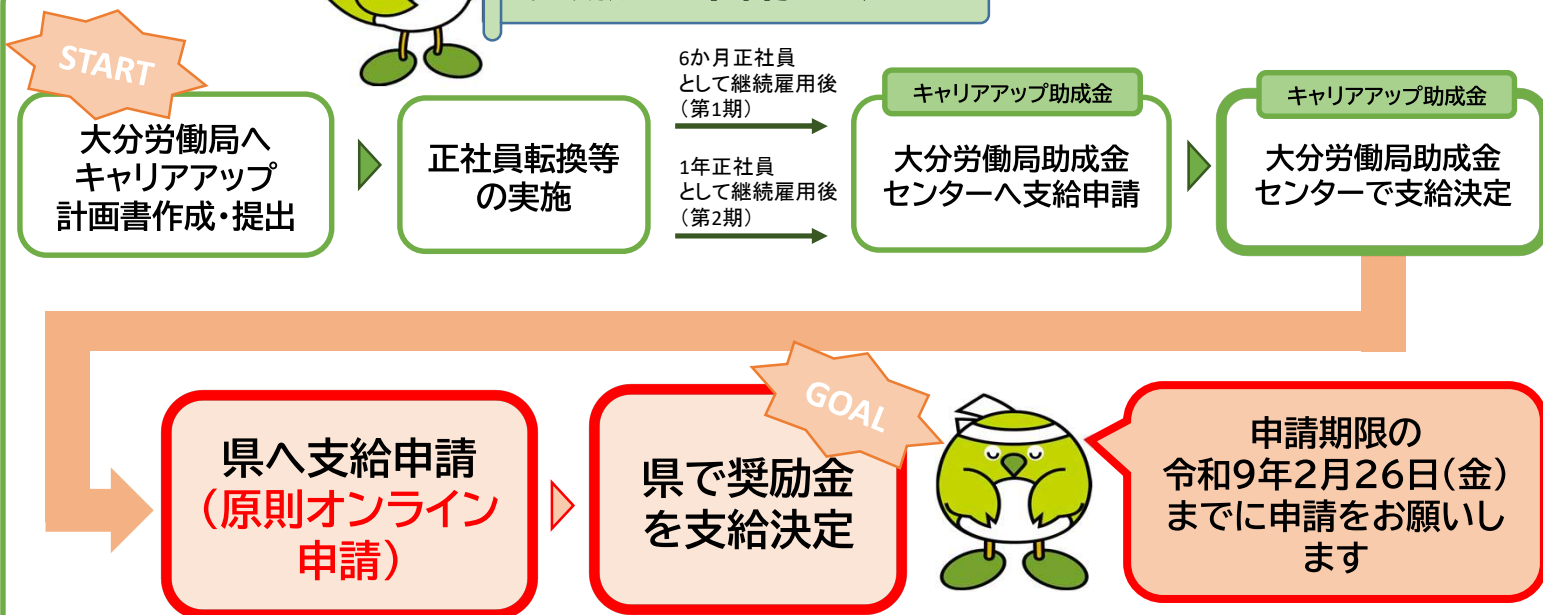 START
大分労働局へ
キャリアアップ
計画書作成・提出
正社員転換等
の実施
6か月正社員
として継続雇用後
（第1期）
1年正社員
として継続雇用後
（第2期）
キャリアアップ助成金
大分労働局助成金
センターへ支給申請
キャリアアップ助成金
大分労働局助成金
センターで支給決定
県へ支給申請
（原則オンライン
申請）
GOAL
県で奨励金
を支給決定
申請期限の
令和9年2月26日（金）
までに申請をお願いし
ます